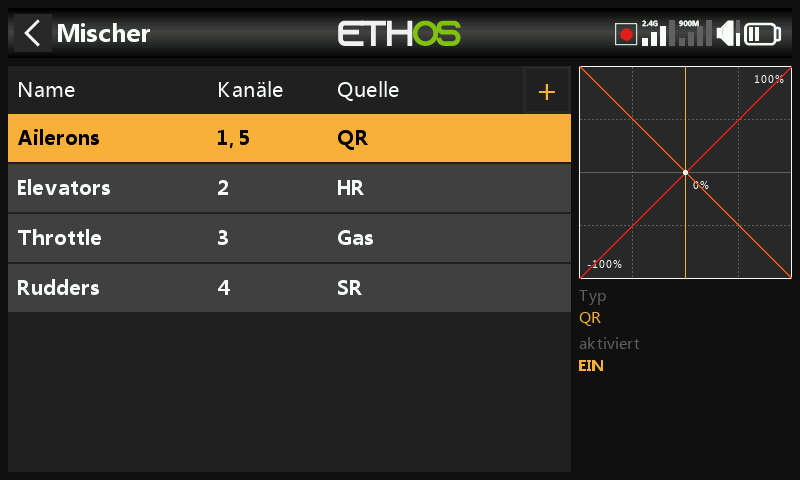 Mischer
ETHOS
2.4G
900M
Name Kanäle Quelle +
Ailerons 1, 5 QR
Elevators 2 HR
Throttle 3 Gas
Rudders 4 SR
100%
0%
-100%
Typ
QR
aktiviert
EIN